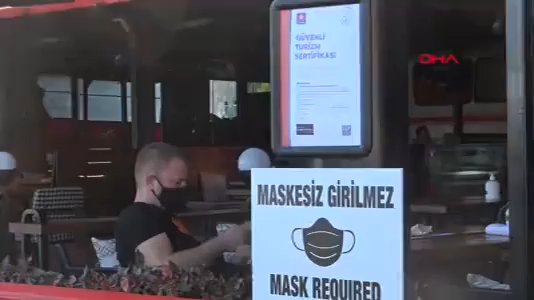 GÜVENLİ
TURİZM
SERTİFİKASI
DHA
MASKESİZ GİRİLMEZ
MASK REQUIRED